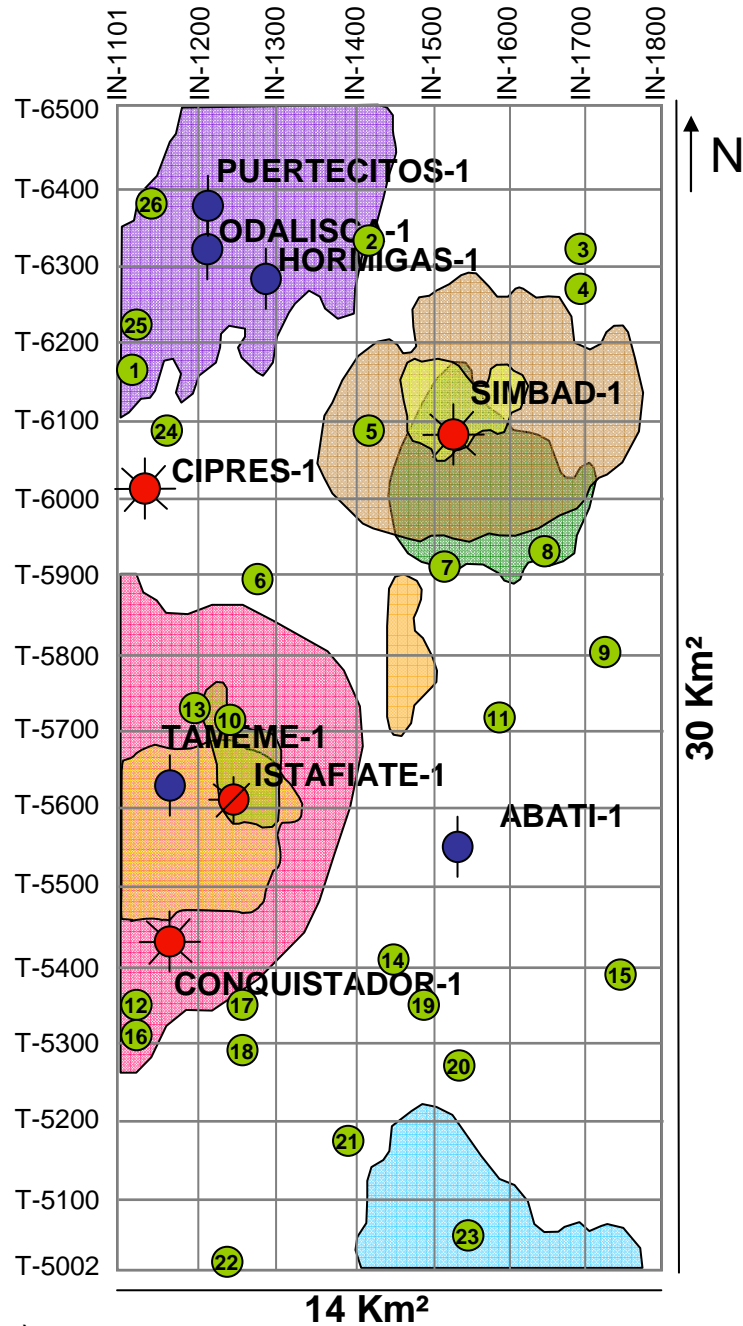 IN-1101
IN-1200
IN-1300
IN-1400
IN-1500
IN-1600
IN-1700
IN-1800
T-6500
N
PUERTECITOS-1
T-6400
26
ODALISCA-1
2
3
HORMIGAS-1
T-6300
4
25
T-6200
1
SIMBAD-1
T-6100
24
5
CIPRES-1
T-6000
8
7
T-5900
6
T-5800
9
13
10
11
T-5700
TAMEME-1
ISTAFIATE-1
T-5600
ABATI-1
T-5500
30 Km²
14
T-5400
15
CONQUISTADOR-1
12
17
19
16
T-5300
18
20
T-5200
21
T-5100
23
T-5002
22
14 Km²